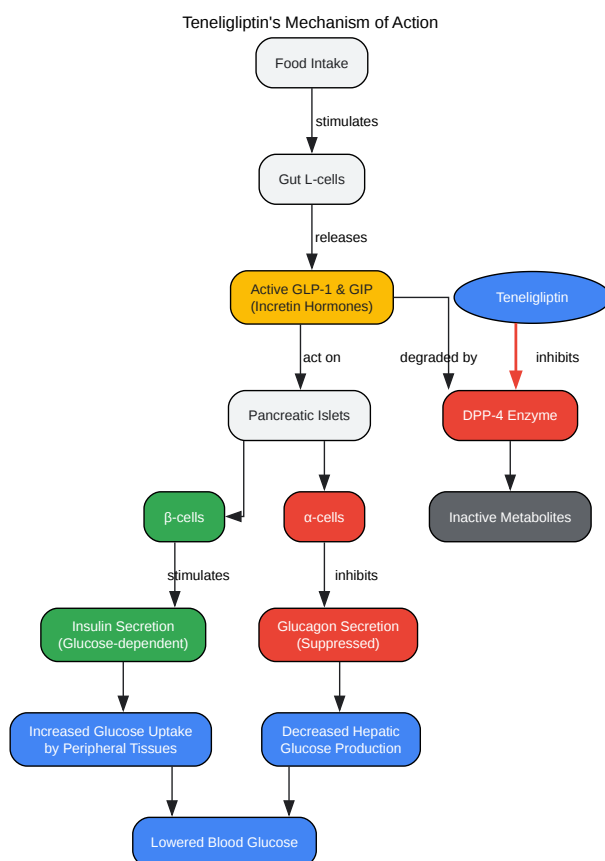 Teneligliptin's Mechanism of Action
Food Intake
stimulates
Gut L-cells
releases
Active GLP-1 & GIP
(Incretin Hormones)
Teneligliptin
act on
degraded by
inhibits
Pancreatic Islets
DPP-4 Enzyme
β-cells
α-cells
Inactive Metabolites
stimulates
inhibits
Insulin Secretion
(Glucose-dependent)
Glucagon Secretion
(Suppressed)
Increased Glucose Uptake
by Peripheral Tissues
Decreased Hepatic
Glucose Production
Lowered Blood Glucose